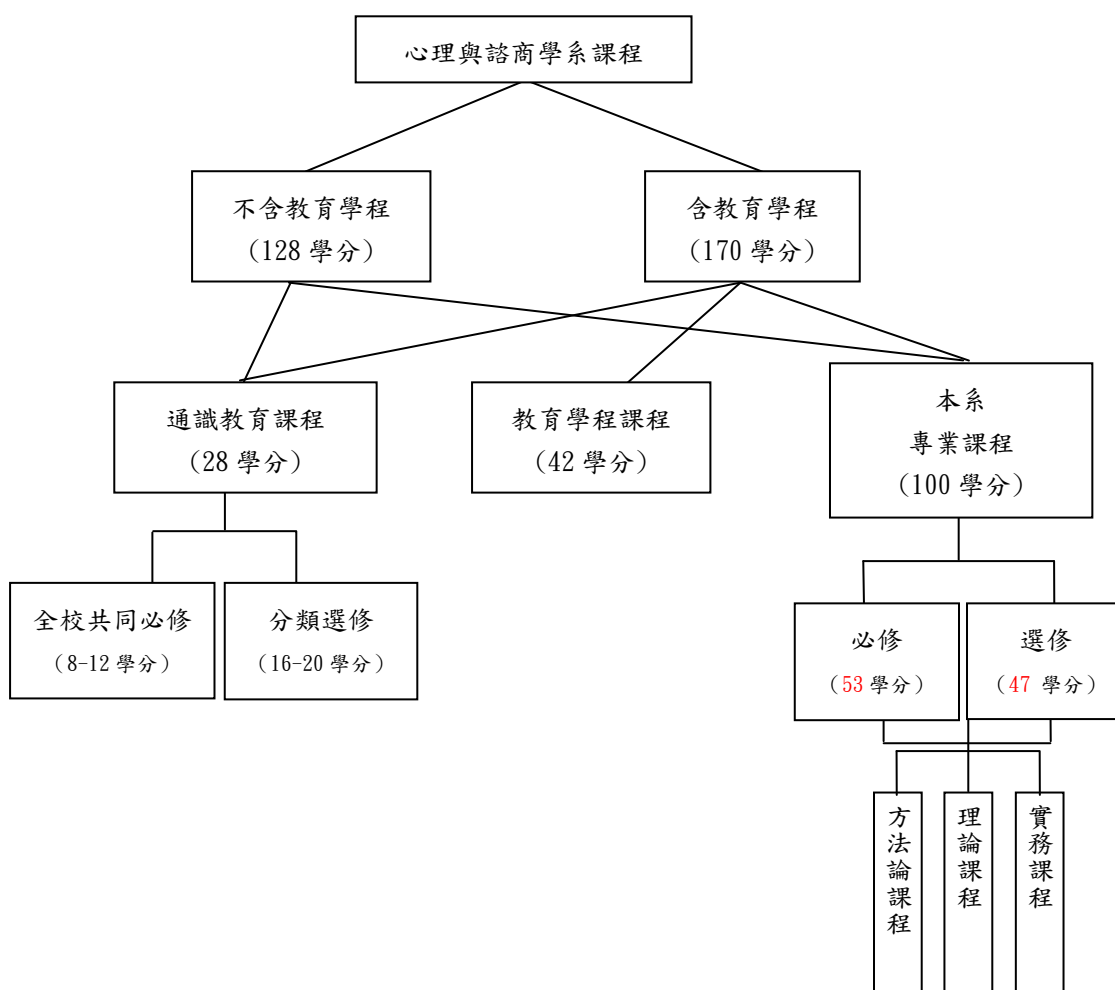 心理與諮商學系課程
不含教育學程
(128 學分)
含教育學程
(170 學分)
通識教育課程
(28 學分)
教育學程課程
(42 學分)
本系
專業課程
(100 學分)
全校共同必修
（8-12 學分）
分類選修
（16-20 學分）
必修
（53 學分）
選修
（47 學分）
方法論課程
理論課程
實務課程